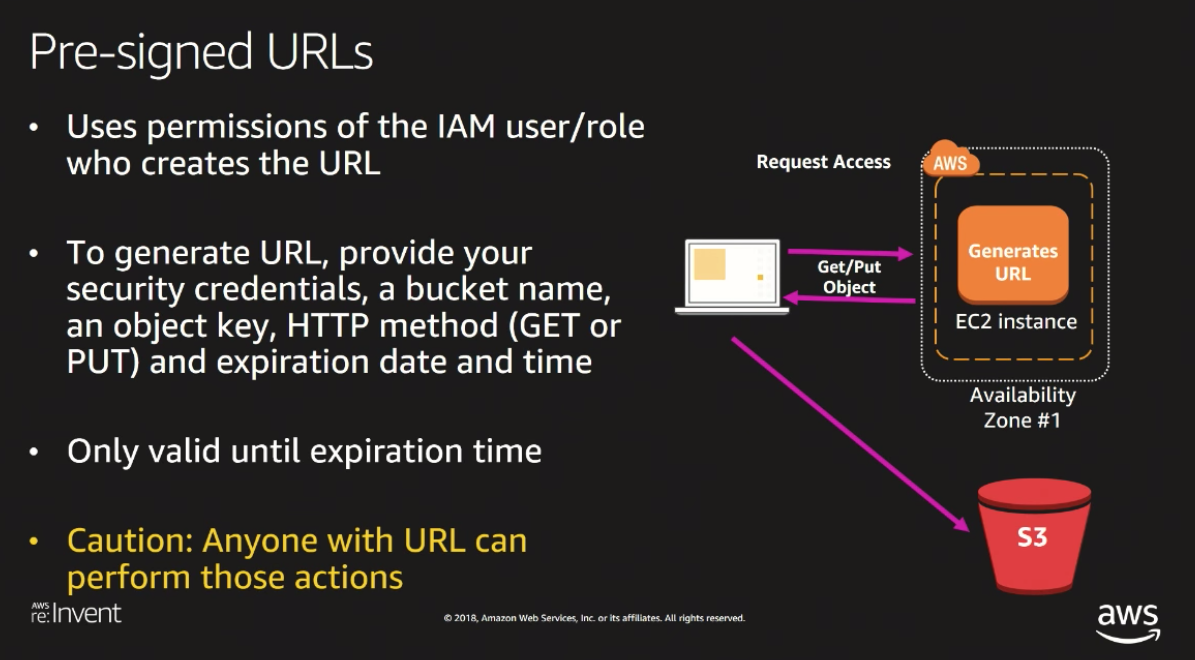 Pre-signed URLs
• Uses permissions of the IAM user/role
who creates the URL
• To generate URL, provide your
security credentials, a bucket name,
an object key, HTTP method (GET or
PUT) and expiration date and time
• Only valid until expiration time
• Caution: Anyone with URL can
perform those actions
Request Access
Get/Put
Object
AWS
Generates
URL
EC2 instance
Availability
Zone #1
S3
AWS
re:Invent
© 2018, Amazon Web Services, Inc. or its affiliates. All rights reserved.
aws